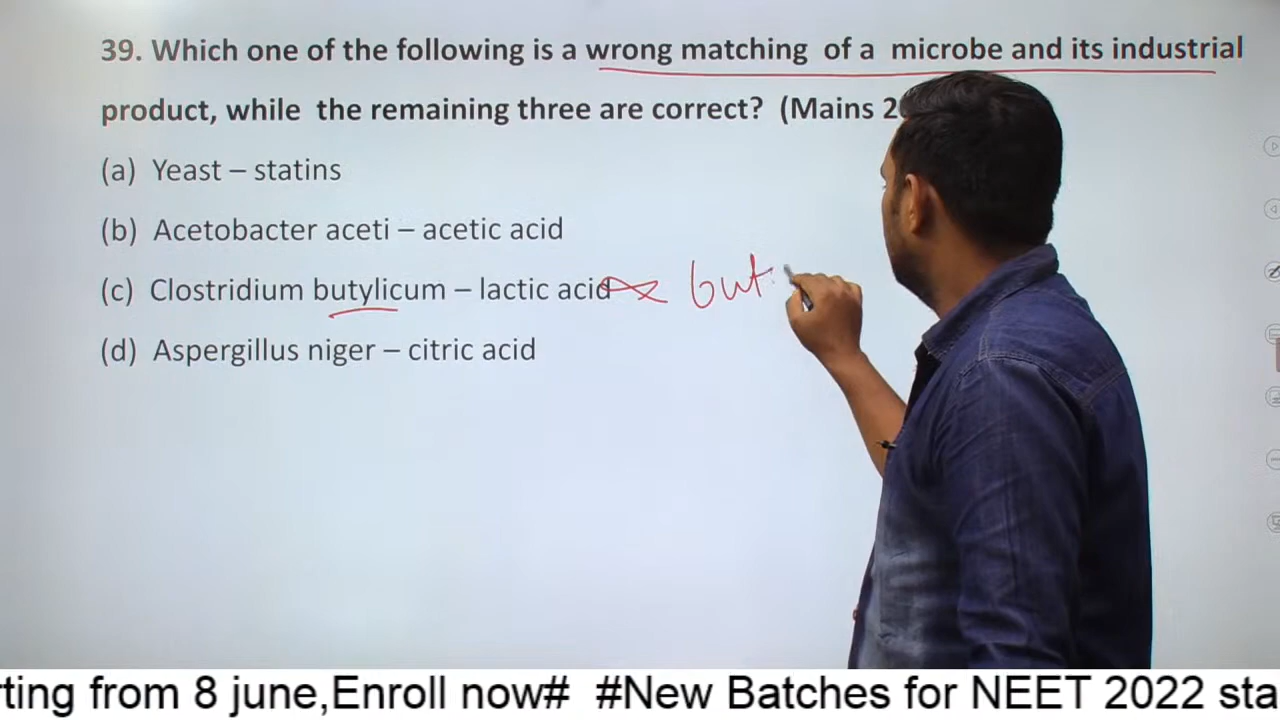 39. Which one of the following is a wrong matching of a microbe and its industrial
product, while the remaining three are correct? (Mains 2
(a) Yeast – statins
(b) Acetobacter aceti – acetic acid
(c) Clostridium butylicum – lactic acid but
(d) Aspergillus niger – citric acid
rting from 8 june,Enroll now# #New Batches for NEET 2022 sta